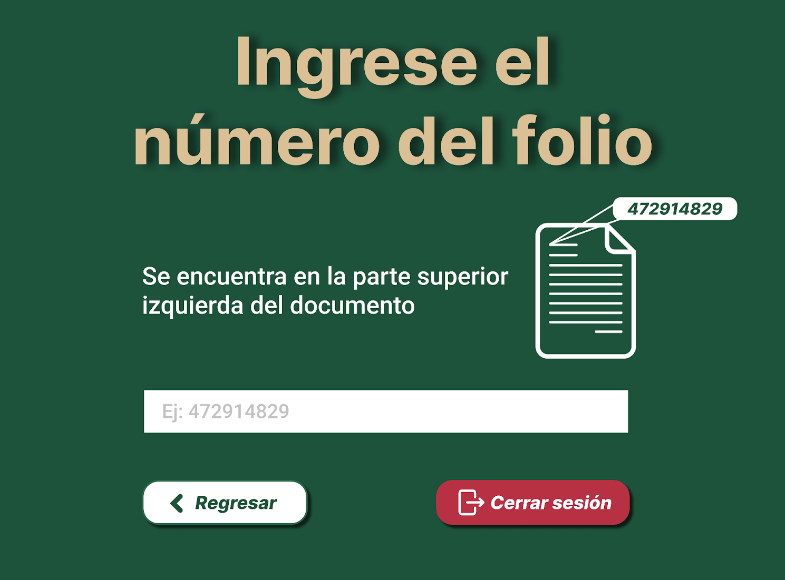 Ingrese el
número del folio
472914829
Se encuentra en la parte superior
izquierda del documento
Ej: 472914829
Regresar
Cerrar sesión